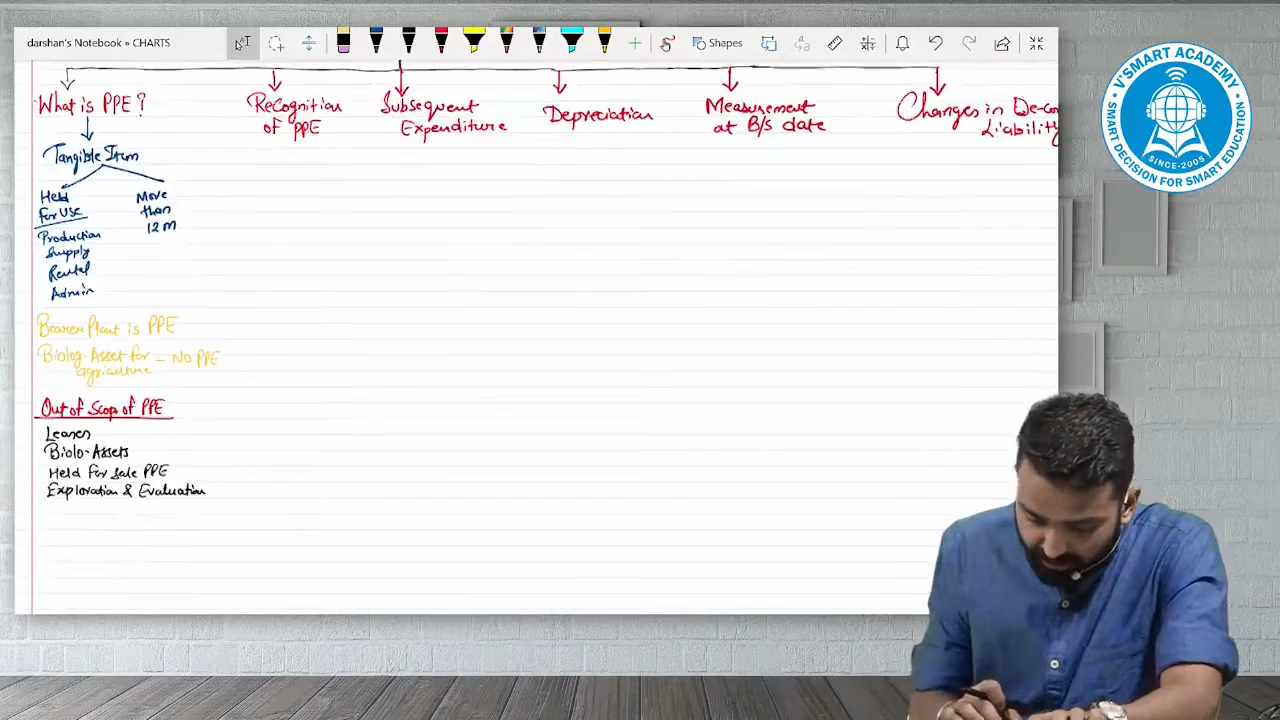 darshan's Notebook » CHARTS
Shapes
What is PPE?
Recognition of PPE
Subsequent Expenditure
Depreciation
Measurement at B/S date
Changes in De-co
Liability
Tangible Item
Held for use
More than 12 M
Production
Supply
Rental
Admin
Bearer Plant is PPE
Biolog. Asset for agriculture – NO PPE
Out of Scop of PPE
Leases
Biolo. Assets
Held for Sale PPE
Exploration & Evaluation
V'SMART ACADEMY
SINCE-2005
SMART DECISION FOR SMART EDUCATION